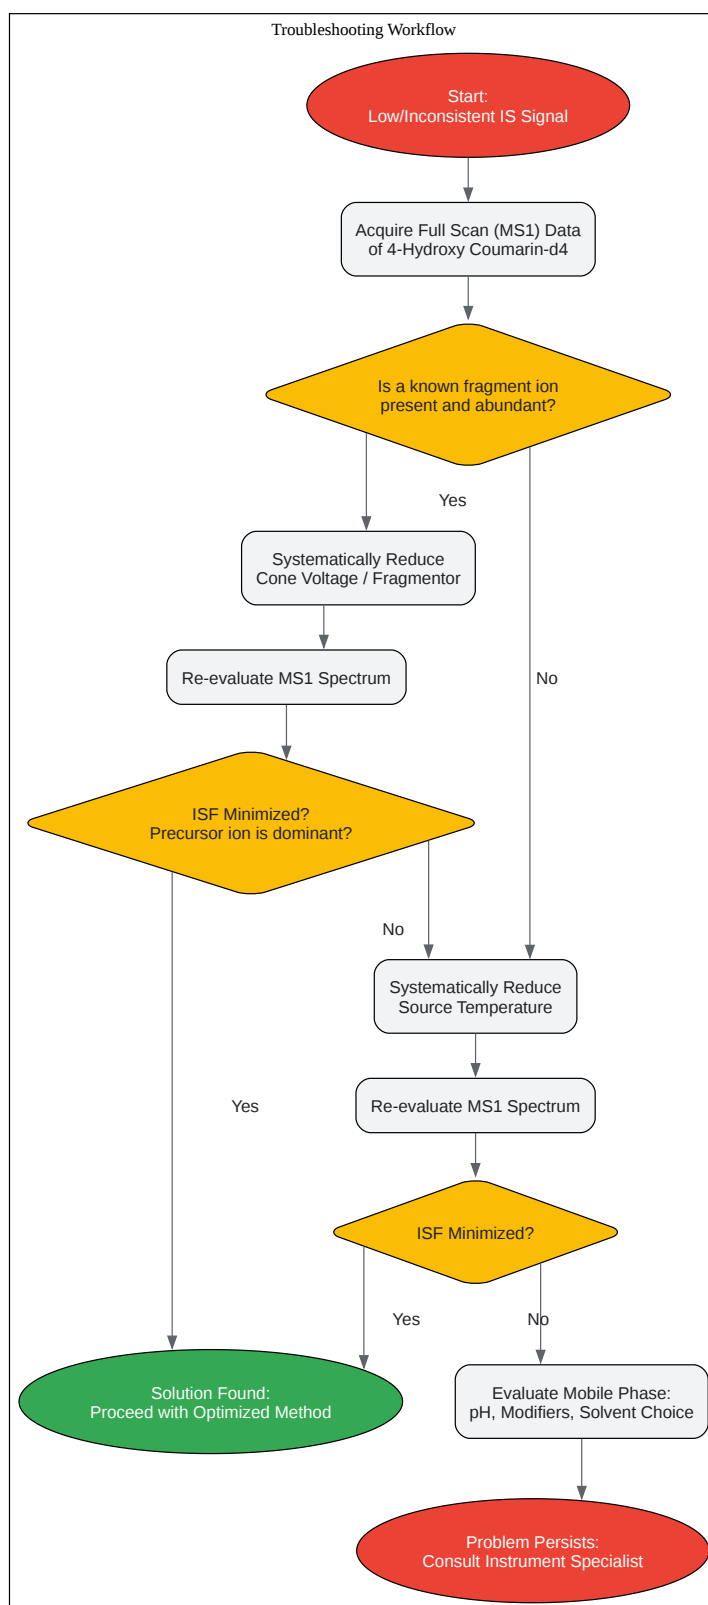 Troubleshooting Workflow
Start:
Low/Inconsistent IS Signal
Acquire Full Scan (MS1) Data
of 4-Hydroxy Coumarin-d4
Is a known fragment ion
present and abundant?
Yes
Systematically Reduce
Cone Voltage / Fragmentor
Re-evaluate MS1 Spectrum
No
ISF Minimized?
Precursor ion is dominant?
No
Systematically Reduce
Source Temperature
Yes
Re-evaluate MS1 Spectrum
ISF Minimized?
Yes
No
Solution Found:
Proceed with Optimized Method
Evaluate Mobile Phase:
pH, Modifiers, Solvent Choice
Problem Persists:
Consult Instrument Specialist